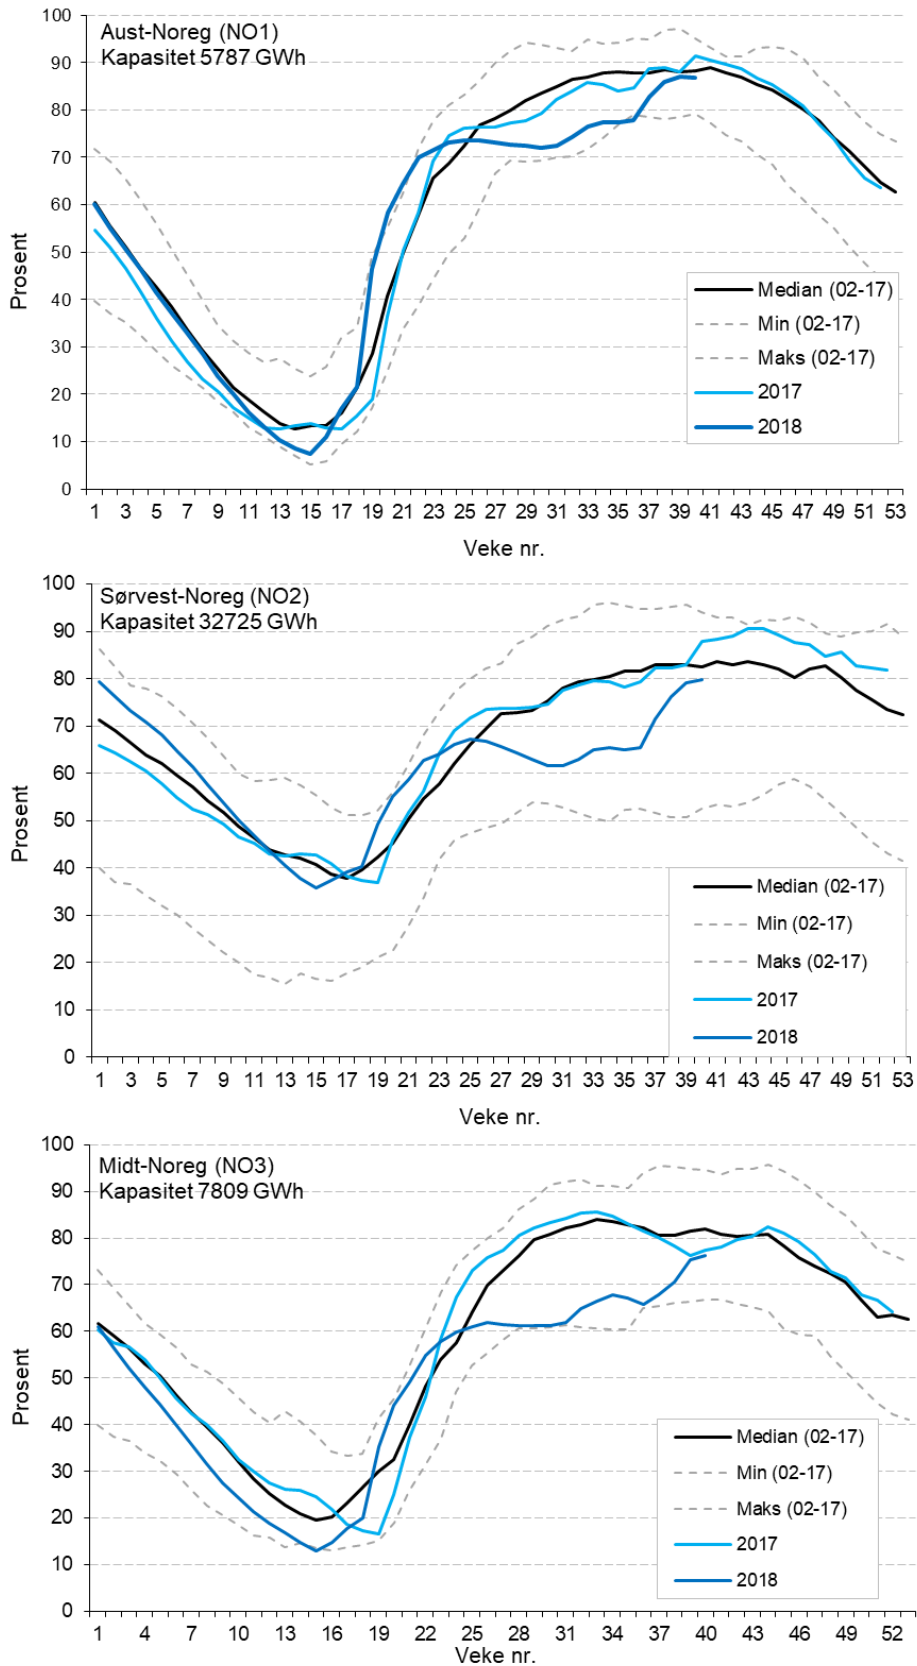 Aust-Noreg (NO1)
Kapasitet 5787 GWh
100
90
80
70
60
50
40
30
20
10
0
Prosent
Median (02-17)
Min (02-17)
Maks (02-17)
2017
2018
1 3 5 7 9 11 13 15 17 19 21 23 25 27 29 31 33 35 37 39 41 43 45 47 49 51 53
Veke nr.
Sørvest-Noreg (NO2)
Kapasitet 32725 GWh
100
90
80
70
60
50
40
30
20
10
0
Prosent
Median (02-17)
Min (02-17)
Maks (02-17)
2017
2018
1 3 5 7 9 11 13 15 17 19 21 23 25 27 29 31 33 35 37 39 41 43 45 47 49 51 53
Veke nr.
Midt-Noreg (NO3)
Kapasitet 7809 GWh
100
90
80
70
60
50
40
30
20
10
0
Prosent
Median (02-17)
Min (02-17)
Maks (02-17)
2017
2018
1 4 7 10 13 16 19 22 25 28 31 34 37 40 43 46 49 52
Veke nr.